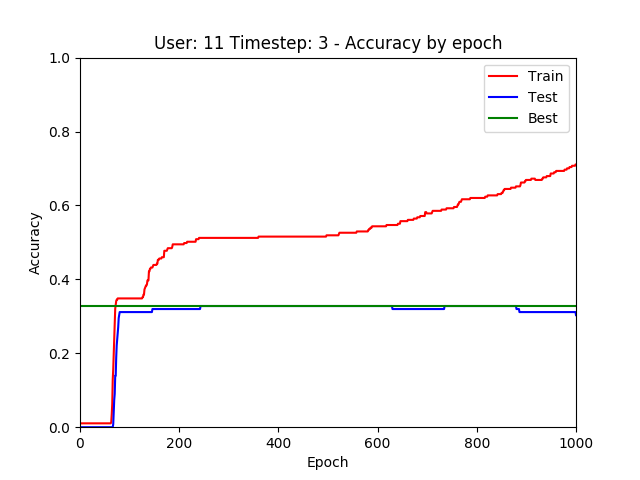 User: 11 Timestep: 3 - Accuracy by epoch
1.0
0.8
0.6
0.4
0.2
0.0
Accuracy
0 200 400 600 800 1000
Epoch
Train
Test
Best